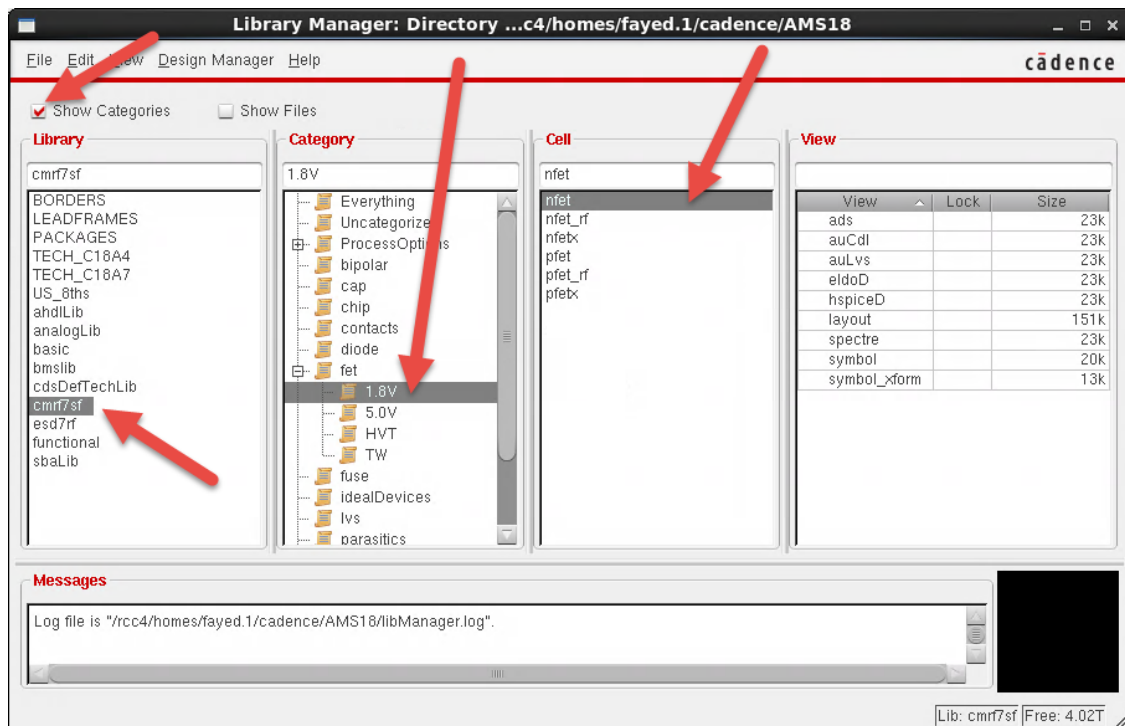 Library Manager: Directory ...c4/homes/fayed.1/cadence/AMS18
File Edit View Design Manager Help
cādence
Show Categories Show Files
Library
cmrf7sf
BORDERS
LEADFRAMES
PACKAGES
TECH_C18A4
TECH_C18A7
US_8ths
ahdlLib
analogLib
basic
bmslib
cdsDefTechLib
cmrf7sf
esd7rf
functional
sbaLib
Category
1.8V
Everything
Uncategorize
ProcessOptions
bipolar
cap
chip
contacts
diode
fet
1.8V
5.0V
HVT
TW
fuse
idealDevices
lvs
parasitics
Cell
nfet
nfet
nfet_rf
nfetx
pfet
pfet_rf
pfetx
View
View Lock Size
ads 23k
auCdl 23k
auLvs 23k
eldoD 23k
hspiceD 23k
layout 151k
spectre 23k
symbol 20k
symbol_xform 13k
Messages
Log file is "/rcc4/homes/fayed.1/cadence/AMS18/libManager.log".
Lib: cmrf7sf Free: 4.02T